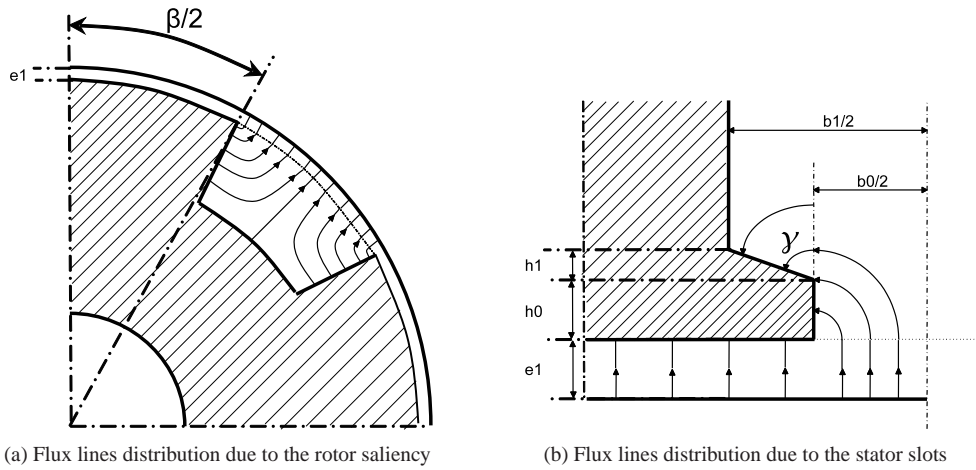 β/2
e1
b1/2
b0/2
γ
h1
h0
e1
(a) Flux lines distribution due to the rotor saliency
(b) Flux lines distribution due to the stator slots